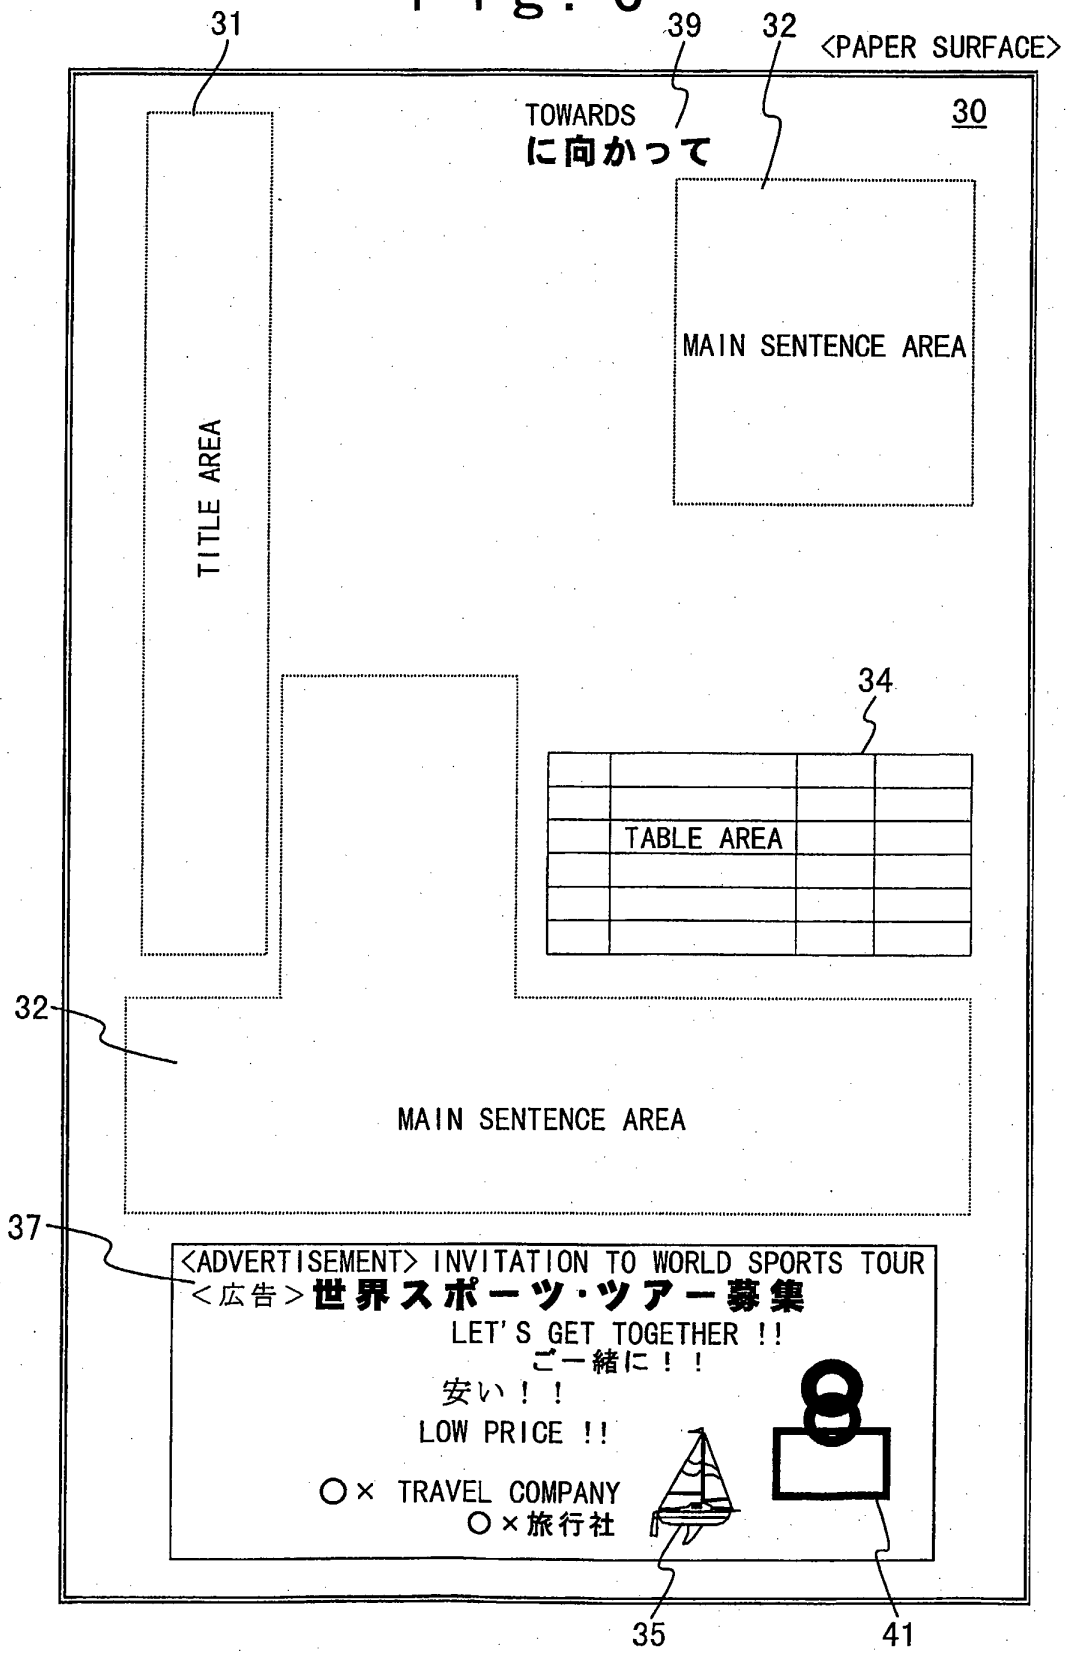 31
39
32
<PAPER SURFACE>
30
TOWARDS
に向かって
MAIN SENTENCE AREA
TITLE AREA
34
TABLE AREA
32
MAIN SENTENCE AREA
37
<ADVERTISEMENT> INVITATION TO WORLD SPORTS TOUR
<広告>世界スポーツ・ツアー募集
LET'S GET TOGETHER !!
ご一緒に！！
安い！！
LOW PRICE !!
○× TRAVEL COMPANY
○×旅行社
35
41